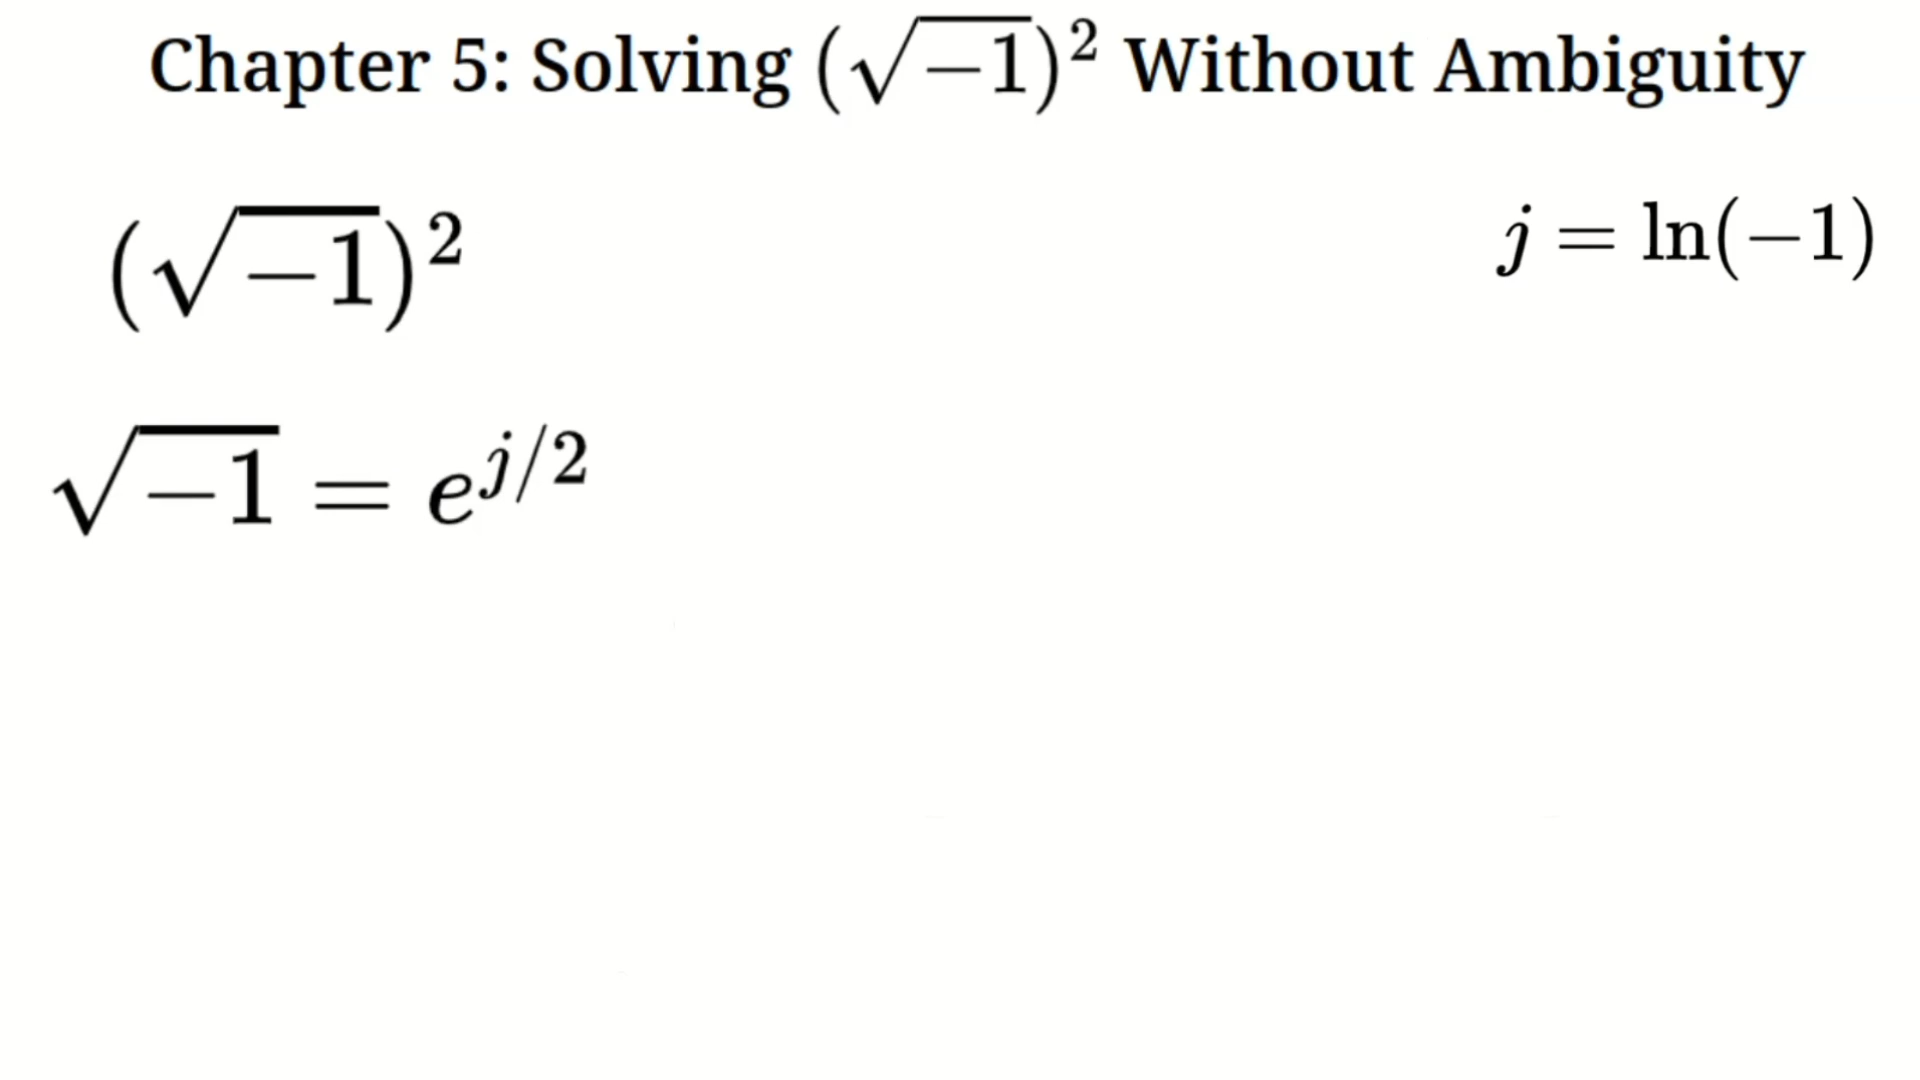 Chapter 5: Solving (√−1)² Without Ambiguity
(√−1)²
j = ln(−1)
√−1 = e^{j/2}